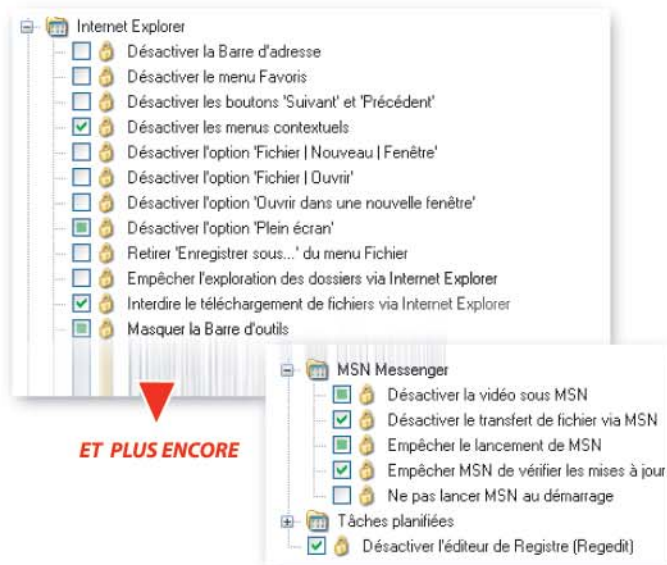 Internet Explorer
Désactiver la Barre d'adresse
Désactiver le menu Favoris
Désactiver les boutons 'Suivant' et 'Précédent'
Désactiver les menus contextuels
Désactiver l'option 'Fichier | Nouveau | Fenêtre'
Désactiver l'option 'Fichier | Ouvrir'
Désactiver l'option 'Ouvrir dans une nouvelle fenêtre'
Désactiver l'option 'Plein écran'
Retirer 'Enregistrer sous...' du menu Fichier
Empêcher l'exploration des dossiers via Internet Explorer
Interdire le téléchargement de fichiers via Internet Explorer
Masquer la Barre d'outils
ET PLUS ENCORE
MSN Messenger
Désactiver la vidéo sous MSN
Désactiver le transfert de fichier via MSN
Empêcher le lancement de MSN
Empêcher MSN de vérifier les mises à jour
Ne pas lancer MSN au démarrage
Tâches planifiées
Désactiver l'éditeur de Registre (Regedit)